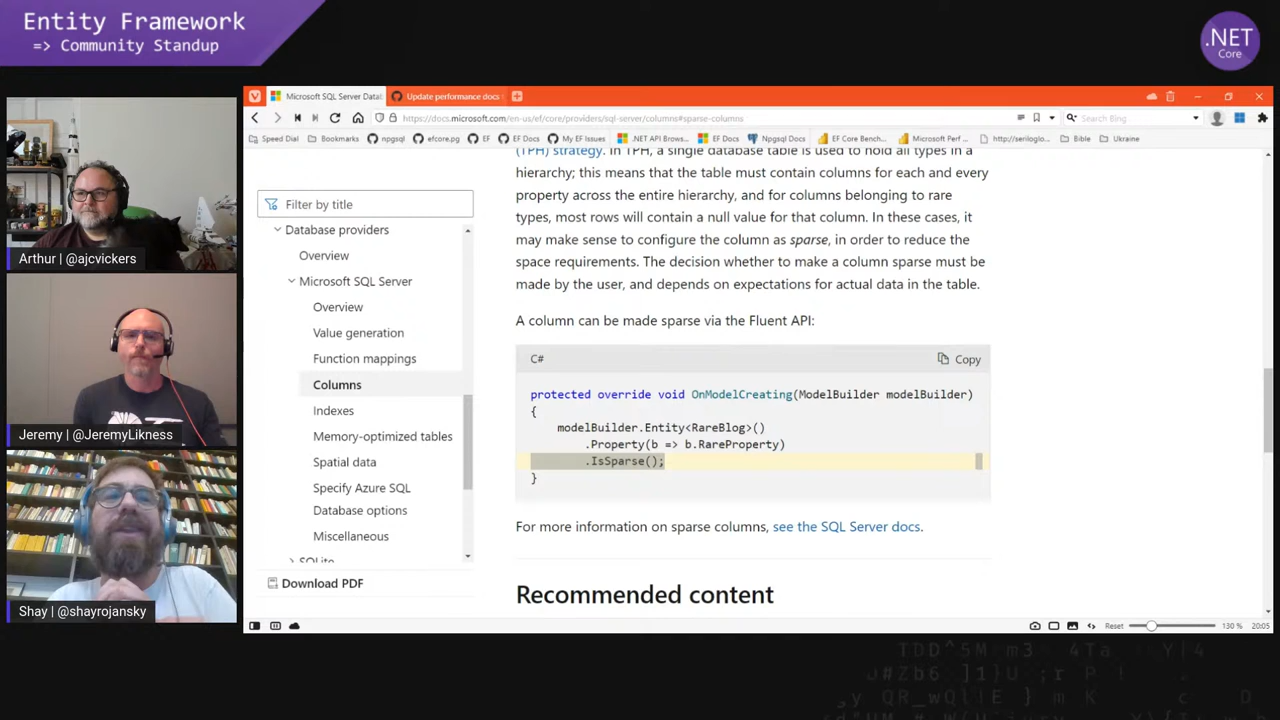 Entity Framework
=> Community Standup
.NET
Core
Arthur | @ajcvickers
Jeremy | @JeremyLikness
Shay | @shayrojansky
Microsoft SQL Server Datab
Update performance docs
https://docs.microsoft.com/en-us/ef/core/providers/sql-server/columns#sparse-columns
Search Bing
Speed Dial
Bookmarks
npgsql
efcore.pg
EF
EF Docs
My EF Issues
.NET API Brows..
EF Docs
Npgsql Docs
EF Core Bench...
Microsoft Perf ...
http://seriloglo...
Bible
Ukraine
Filter by title
Database providers
Overview
Microsoft SQL Server
Overview
Value generation
Function mappings
Columns
Indexes
Memory-optimized tables
Spatial data
Specify Azure SQL
Database options
Miscellaneous
SQLite
Download PDF
(TPH) strategy. In TPH, a single database table is used to hold all types in a
hierarchy; this means that the table must contain columns for each and every
property across the entire hierarchy, and for columns belonging to rare
types, most rows will contain a null value for that column. In these cases, it
may make sense to configure the column as sparse, in order to reduce the
space requirements. The decision whether to make a column sparse must be
made by the user, and depends on expectations for actual data in the table.
A column can be made sparse via the Fluent API:
C#
Copy
protected override void OnModelCreating(ModelBuilder modelBuilder)
{
modelBuilder.Entity<RareBlog>()
.Property(b => b.RareProperty)
.IsSparse();
}
For more information on sparse columns, see the SQL Server docs.
Recommended content
Reset
130 %
20:05